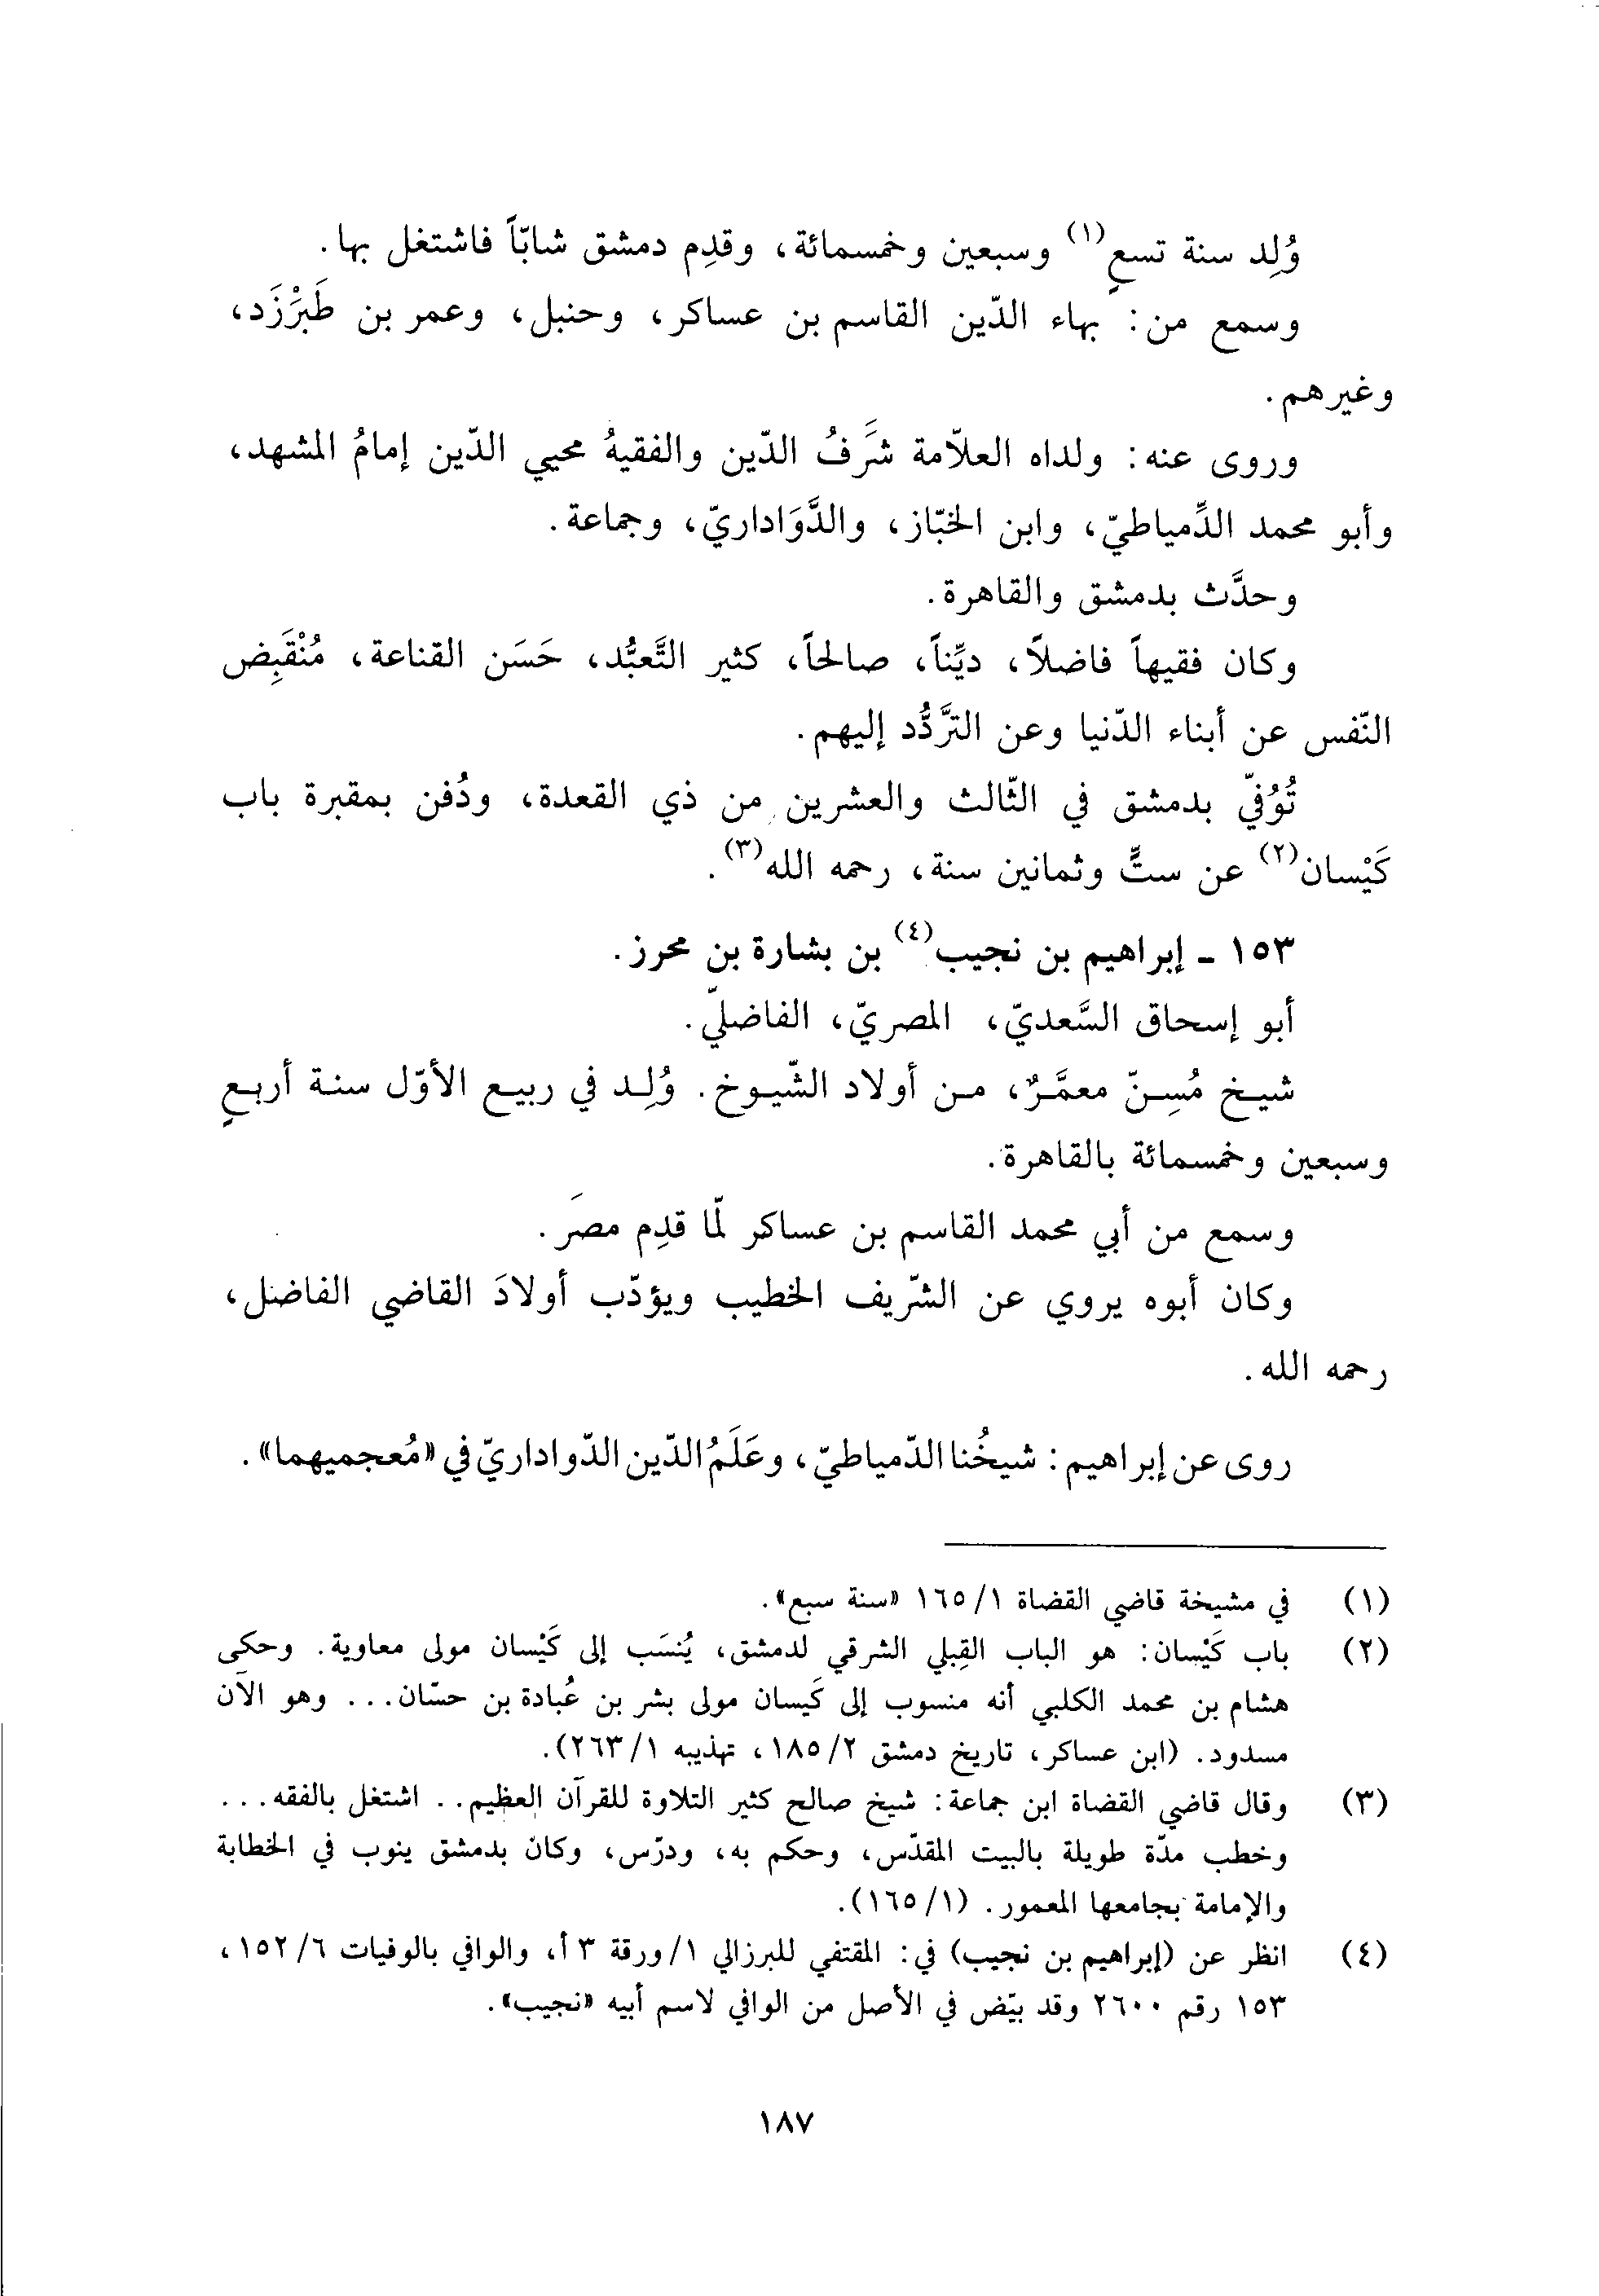 وُلِد سنة تسعٍ(١) وسبعين وخمسمائة، وقدِم دمشق شابّاً فاشتغل بها.
وسمع من: بهاء الدّين القاسم بن عساكر، وحنبل، وعمر بن طَبَرْزَد،
وغيرهم.
وروى عنه: ولداه العلاّمة شَرَفُ الدّين والفقيهُ محيي الدّين إمامُ المشهد،
وأبو محمد الدِّمياطيّ، وابن الخبّاز، والدَّوَاداريّ، وجماعة.
وحدَّث بدمشق والقاهرة.
وكان فقيهاً فاضلاً، ديِّناً، صالحاً، كثير التَّعبُّد، حَسَن القناعة، مُنْقَبِض
النّفس عن أبناء الدّنيا وعن التَّردُّد إليهم.
تُوُفّي بدمشق في الثّالث والعشرين من ذي القعدة، ودُفن بمقبرة باب
كَيْسان(٢) عن ستٍّ وثمانين سنة، رحمه الله(٣).
١٥٣ - إبراهيم بن نجيب(٤) بن بشارة بن محرز.
أبو إسحاق السَّعديّ، المصريّ، الفاضليّ.
شيخ مُسِنّ معمَّرٌ، من أولاد الشّيوخ. وُلِد في ربيع الأوّل سنة أربعٍ
وسبعين وخمسمائة بالقاهرة.
وسمع من أبي محمد القاسم بن عساكر لمّا قدِم مصرَ.
وكان أبوه يروي عن الشّريف الخطيب ويؤدّب أولادَ القاضي الفاضل،
رحمه الله.
روى عن إبراهيم: شيخُنا الدّمياطيّ، وعَلَمُ الدّين الدّواداريّ في «مُعجميهما».
(١) في مشيخة قاضي القضاة ١/ ١٦٥ «سنة سبع».
(٢) باب كَيْسان: هو الباب القِبلي الشرقي لدمشق، يُنسَب إلى كَيْسان مولى معاوية. وحكى
هشام بن محمد الكلبي أنه منسوب إلى كَيسان مولى بشر بن عُبادة بن حسّان... وهو الآن
مسدود. (ابن عساكر، تاريخ دمشق ٢/ ١٨٥، تهذيبه ١/ ٢٦٣).
(٣) وقال قاضي القضاة ابن جماعة: شيخ صالح كثير التلاوة للقرآن العظيم.. اشتغل بالفقه...
وخطب مدّة طويلة بالبيت المقدّس، وحكم به، ودرّس، وكان بدمشق ينوب في الخطابة
والإمامة بجامعها المعمور. (١/ ١٦٥).
(٤) انظر عن (إبراهيم بن نجيب) في: المقتفي للبرزالي ١/ ورقة ٣ أ، والوافي بالوفيات ٦/ ١٥٢،
١٥٣ رقم ٢٦٠٠ وقد بيّض في الأصل من الوافي لاسم أبيه «نجيب».
١٨٧